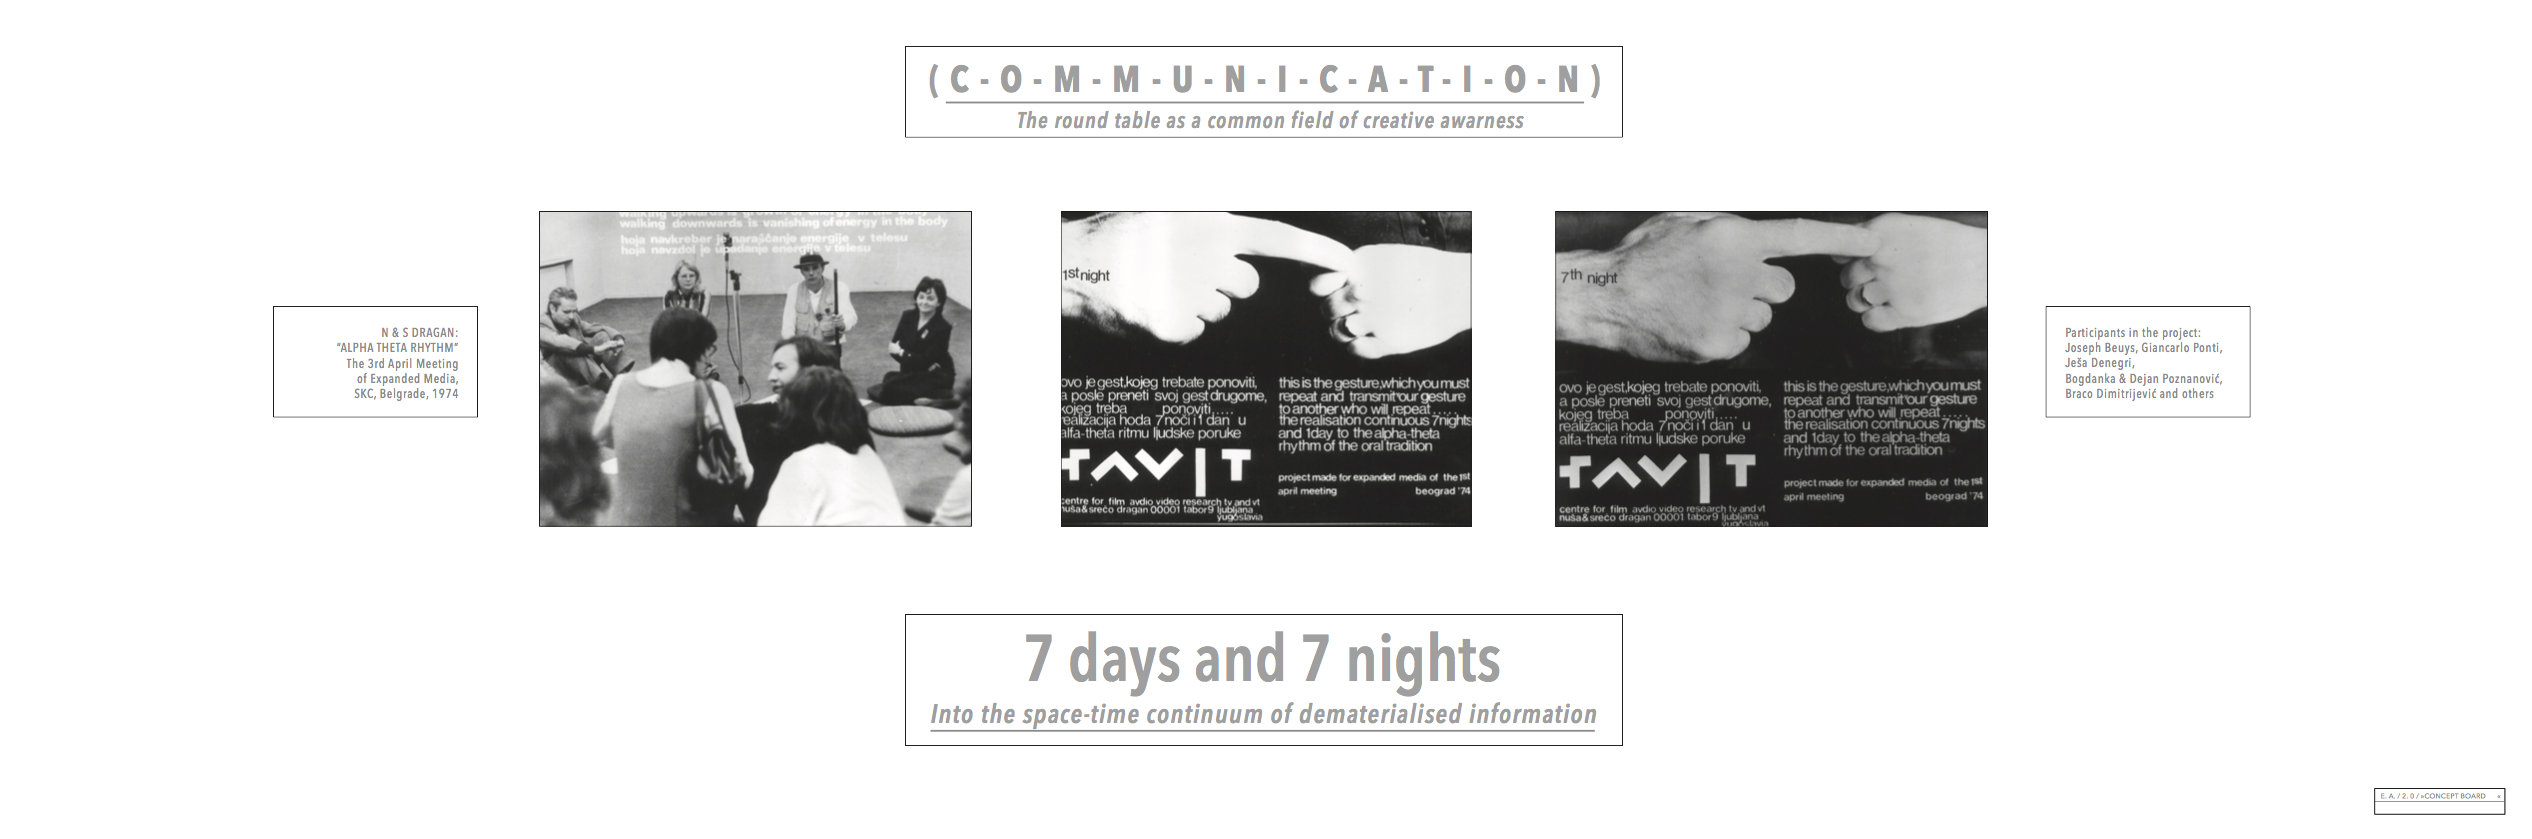 (C-O-M-M-U-N-I-C-A-T-I-O-N)
The round table as a common field of creative awarness
N & S DRAGAN:
“ALPHA THETA RHYTHM”
The 3rd April Meeting
of Expanded Media,
SKC, Belgrade, 1974
walking upwards is growth of energy in the body
walking downwards is vanishing of energy in the body
hoja navkreber je naraščanje energije v telesu
hoja navzdol je upadanje energije v telesu
1st night
ovo je gest,kojeg trebate ponoviti,
a posle preneti svoj gest drugome,
kojeg treba ponoviti.....
realizacija hoda 7noći i 1 dan u
alfa-theta ritmu ljudske poruke
this is the gesture,which you must
repeat and transmit your gesture
to another who will repeat.....
the realisation continuous 7nights
and 1day to the alpha-theta
rhythm of the oral tradition
project made for expanded media of the 1st
april meeting beograd '74
centre for film avdio video research tv and vt
nuša&srečo dragan 00001 tabor9 ljubljana
yugoslavia
7th night
ovo je gest,kojeg trebate ponoviti,
a posle preneti svoj gest drugome,
kojeg treba ponoviti.....
realizacija hoda 7noći i 1 dan u
alfa-theta ritmu ljudske poruke
this is the gesture,which you must
repeat and transmit your gesture
to another who will repeat.....
the realisation continuous 7nights
and 1day to the alpha-theta
rhythm of the oral tradition
project made for expanded media of the 1st
april meeting beograd '74
centre for film avdio video research tv and vt
nuša&srečo dragan 00001 tabor9 ljubljana
yugoslavia
Participants in the project:
Joseph Beuys, Giancarlo Ponti,
Ješa Denegri,
Bogdanka & Dejan Poznanović,
Braco Dimitrijević and others
7 days and 7 nights
Into the space-time continuum of dematerialised information
E. A. / 2. 0 / »CONCEPT BOARD «